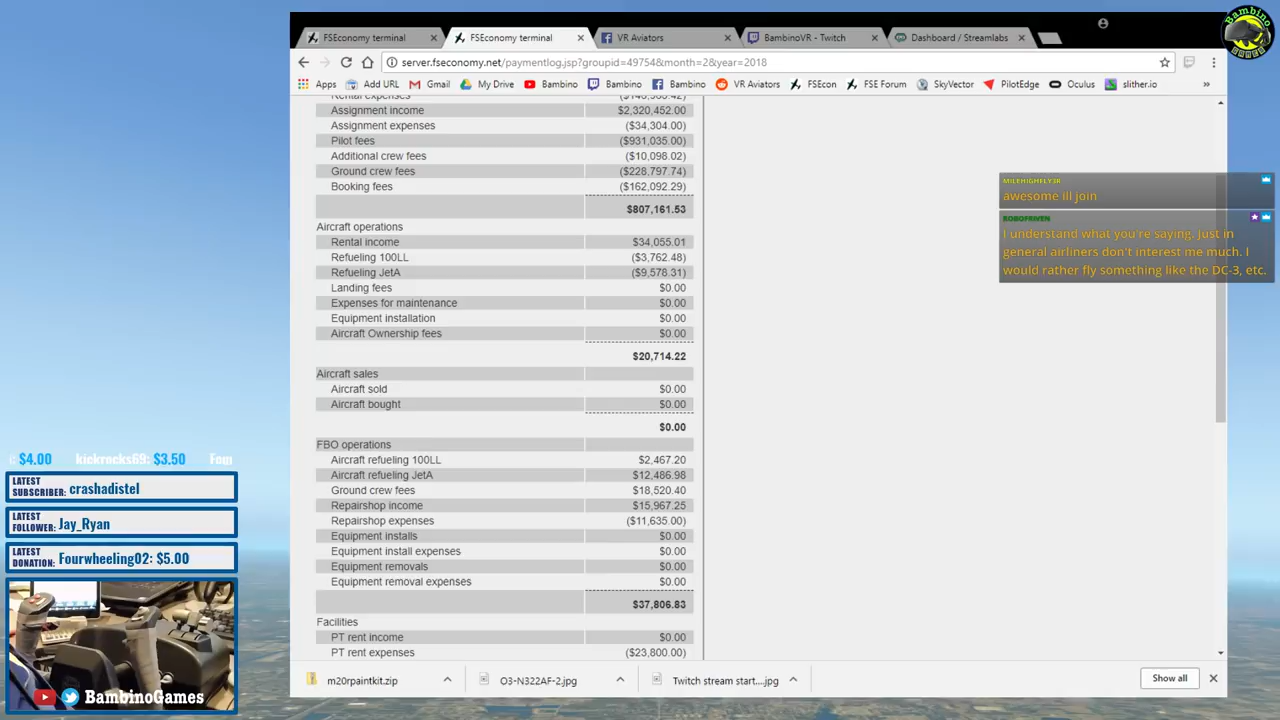 Bambino
GAMES
FSEconomy terminal
FSEconomy terminal
VR Aviators
BambinoVR - Twitch
Dashboard / Streamlabs
server.fseconomy.net/paymentlog.jsp?groupid=49754&month=2&year=2018
Apps
Add URL
Gmail
My Drive
Bambino
Bambino
Bambino
VR Aviators
FSEcon
FSE Forum
SkyVector
PilotEdge
Oculus
slither.io
»
Rental expenses
Assignment income $2,320,452.00
Assignment expenses ($34,304.00)
Pilot fees ($931,035.00)
Additional crew fees ($10,098.02)
Ground crew fees ($228,797.74)
Booking fees ($162,092.29)
$807,161.53
Aircraft operations
Rental income $34,055.01
Refueling 100LL ($3,762.48)
Refueling JetA ($9,578.31)
Landing fees $0.00
Expenses for maintenance $0.00
Equipment installation $0.00
Aircraft Ownership fees $0.00
$20,714.22
Aircraft sales
Aircraft sold $0.00
Aircraft bought $0.00
$0.00
FBO operations
Aircraft refueling 100LL $2,467.20
Aircraft refueling JetA $12,486.98
Ground crew fees $18,520.40
Repairshop income $15,967.25
Repairshop expenses ($11,635.00)
Equipment installs $0.00
Equipment install expenses $0.00
Equipment removals $0.00
Equipment removal expenses $0.00
$37,806.83
Facilities
PT rent income $0.00
PT rent expenses ($23,800.00)
m20rpaintkit.zip
O3-N322AF-2.jpg
Twitch stream start....jpg
Show all
MILEHIGHFLY3R
awesome ill join
ROBOFRIVEN
I understand what you're saying. Just in
general airliners don't interest me much. I
would rather fly something like the DC-3, etc.
: $4.00 kickrocks69: $3.50 Fom
LATEST
SUBSCRIBER: crashadistel
LATEST
FOLLOWER: Jay_Ryan
LATEST
DONATION: Fourwheeling02: $5.00
BambinoGames